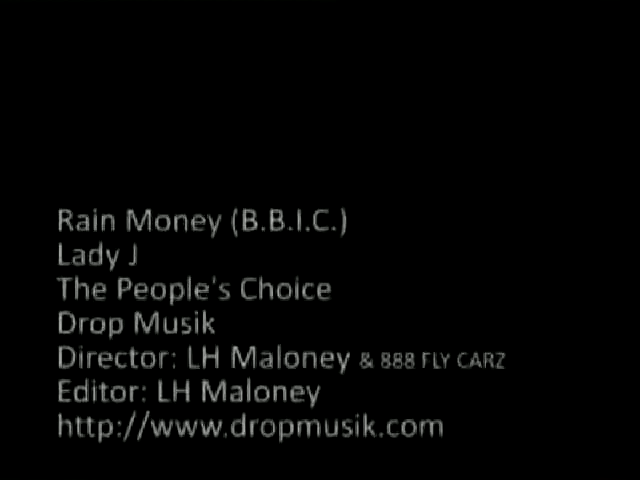 Rain Money (B.B.I.C.)
Lady J
The People's Choice
Drop Musik
Director: LH Maloney & 888 FLY CARZ
Editor: LH Maloney
http://www.dropmusik.com